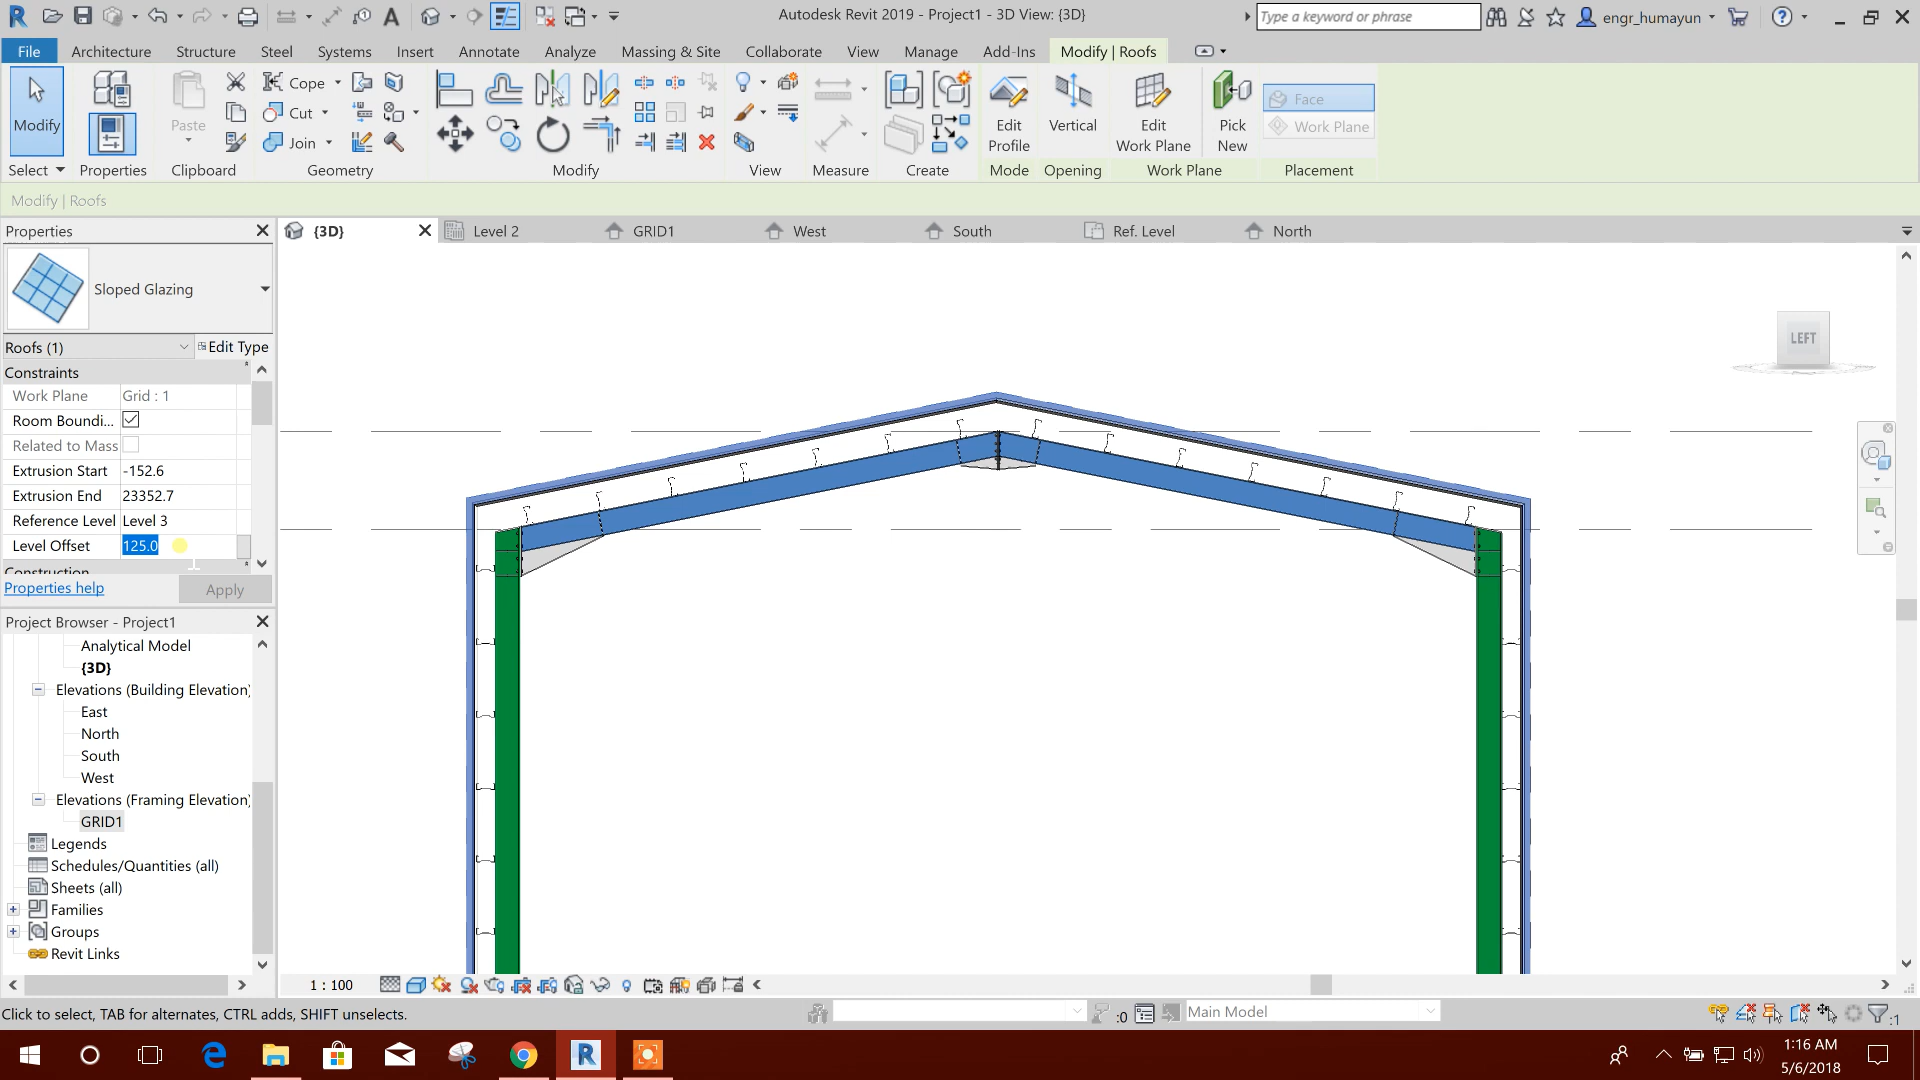 Autodesk Revit 2019 - Project1 - 3D View: {3D}
Type a keyword or phrase
engr_humayun
File
Architecture
Structure
Steel
Systems
Insert
Annotate
Analyze
Massing & Site
Collaborate
View
Manage
Add-Ins
Modify | Roofs
Modify
Paste
Cope
Cut
Join
Edit
Profile
Vertical
Edit
Work Plane
Pick
New
Face
Work Plane
Select
Properties
Clipboard
Geometry
Modify
View
Measure
Create
Mode
Opening
Work Plane
Placement
Modify | Roofs
Properties
{3D}
Level 2
GRID1
West
South
Ref. Level
North
Sloped Glazing
Roofs (1)
Edit Type
Constraints
Work Plane Grid : 1
Room Boundi...
Related to Mass
Extrusion Start -152.6
Extrusion End 23352.7
Reference Level Level 3
Level Offset 125.0
Construction
Properties help
Apply
LEFT
Project Browser - Project1
Analytical Model
{3D}
Elevations (Building Elevation)
East
North
South
West
Elevations (Framing Elevation)
GRID1
Legends
Schedules/Quantities (all)
Sheets (all)
Families
Groups
Revit Links
1 : 100
Click to select, TAB for alternates, CTRL adds, SHIFT unselects.
:0
Main Model
:1
1:16 AM
5/6/2018